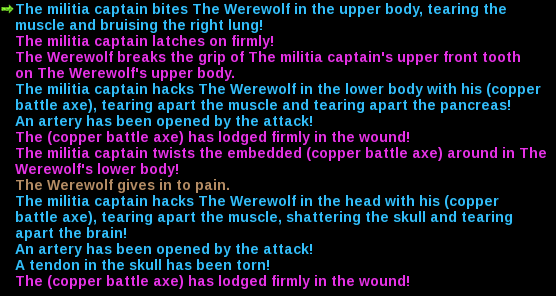 The militia captain bites The Werewolf in the upper body, tearing the
muscle and bruising the right lung!
The militia captain latches on firmly!
The Werewolf breaks the grip of The militia captain's upper front tooth
on The Werewolf's upper body.
The militia captain hacks The Werewolf in the lower body with his (copper
battle axe), tearing apart the muscle and tearing apart the pancreas!
An artery has been opened by the attack!
The (copper battle axe) has lodged firmly in the wound!
The militia captain twists the embedded (copper battle axe) around in The
Werewolf's lower body!
The Werewolf gives in to pain.
The militia captain hacks The Werewolf in the head with his (copper
battle axe), tearing apart the muscle, shattering the skull and tearing
apart the brain!
An artery has been opened by the attack!
A tendon in the skull has been torn!
The (copper battle axe) has lodged firmly in the wound!